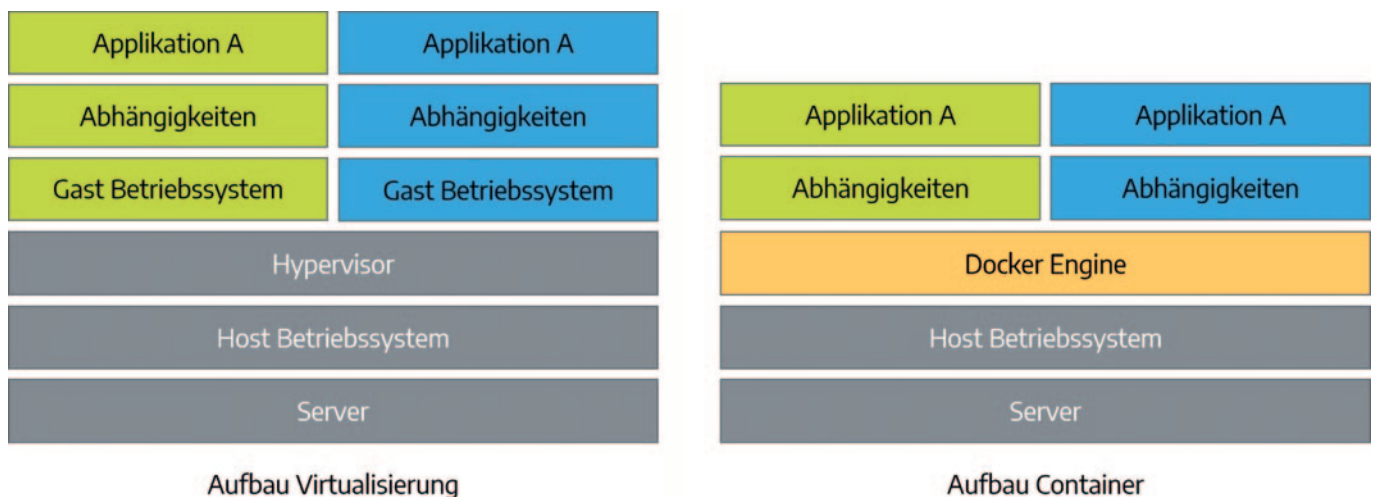 Applikation A
Applikation A
Abhängigkeiten
Abhängigkeiten
Gast Betriebssystem
Gast Betriebssystem
Hypervisor
Host Betriebssystem
Server
Aufbau Virtualisierung
Applikation A
Applikation A
Abhängigkeiten
Abhängigkeiten
Docker Engine
Host Betriebssystem
Server
Aufbau Container